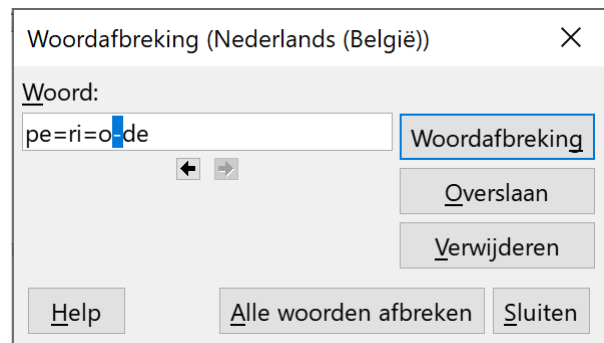 Woordafbreking (Nederlands (België))
Woord:
pe=ri=o-de
Woordafbreking
Overslaan
Verwijderen
Help
Alle woorden afbreken
Sluiten